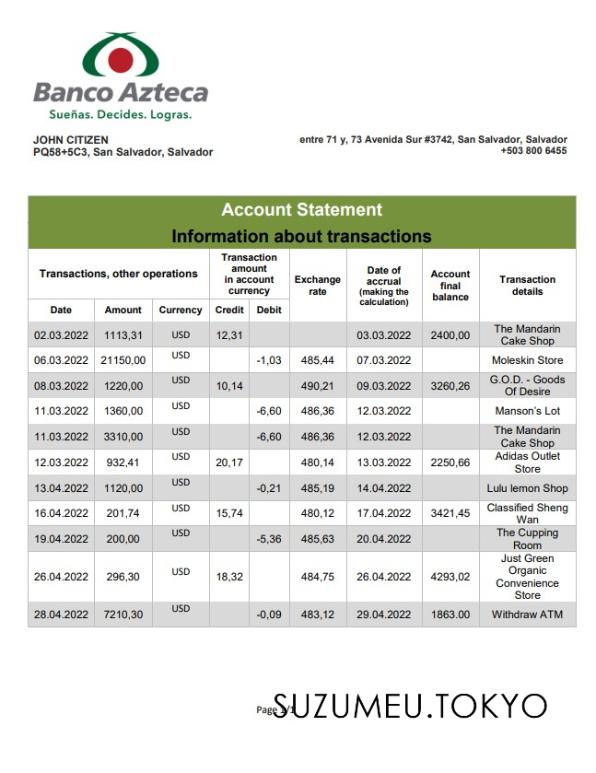 Banco Azteca
Sueñas. Decides. Logras.
JOHN CITIZEN
PQ58+5C3, San Salvador, Salvador
entre 71 y, 73 Avenida Sur #3742, San Salvador, Salvador
+503 800 6455
Account Statement
Information about transactions
Transactions, other operations
Transaction
amount
in account
currency
Exchange
rate
Date of
accrual
(making the
calculation)
Account
final
balance
Transaction
details
Date Amount Currency Credit Debit
02.03.2022 1113,31 USD 12,31 03.03.2022 2400,00 The Mandarin
Cake Shop
06.03.2022 21150,00 USD -1,03 485,44 07.03.2022 Moleskin Store
08.03.2022 1220,00 USD 10,14 490,21 09.03.2022 3260,26 G.O.D. - Goods
Of Desire
11.03.2022 1360,00 USD -6,60 486,36 12.03.2022 Manson's Lot
11.03.2022 3310,00 USD -6,60 486,36 12.03.2022 The Mandarin
Cake Shop
12.03.2022 932,41 USD 20,17 480,14 13.03.2022 2250,66 Adidas Outlet
Store
13.04.2022 1120,00 USD -0,21 485,19 14.04.2022 Lulu lemon Shop
16.04.2022 201,74 USD 15,74 480,12 17.04.2022 3421,45 Classified Sheng
Wan
19.04.2022 200,00 USD -5,36 485,63 20.04.2022 The Cupping
Room
26.04.2022 296,30 USD 18,32 484,75 26.04.2022 4293,02 Just Green
Organic
Convenience
Store
28.04.2022 7210,30 USD -0,09 483,12 29.04.2022 1863.00 Withdraw ATM
Page 1/1
SUZUMEU.TOKYO